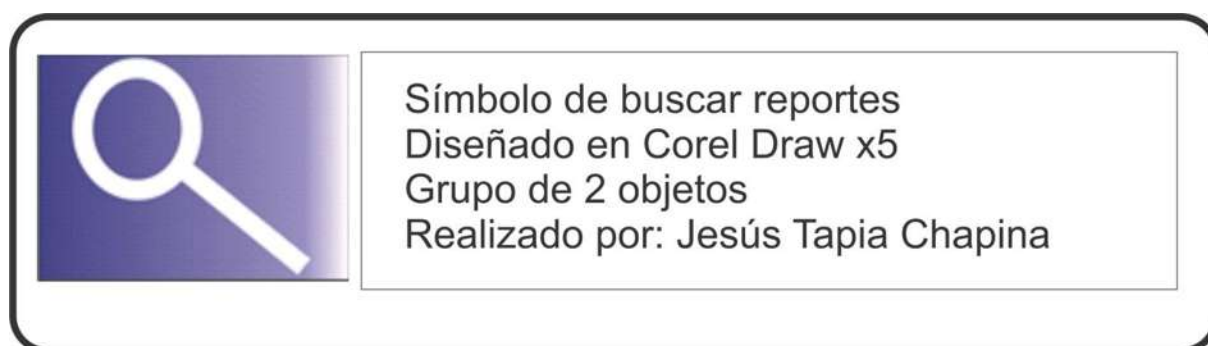 Símbolo de buscar reportes
Diseñado en Corel Draw x5
Grupo de 2 objetos
Realizado por: Jesús Tapia Chapina